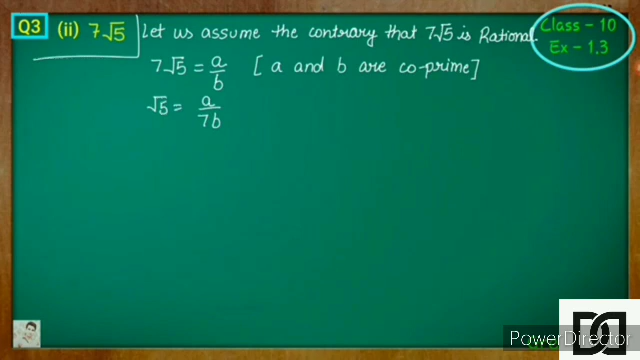 Q3 (ii) 7√5 Let us assume the contrary that 7√5 is Rational.
Class - 10
Ex - 1.3
7√5 = a/b [ a and b are co-prime ]
√5 = a/7b
PowerDirector